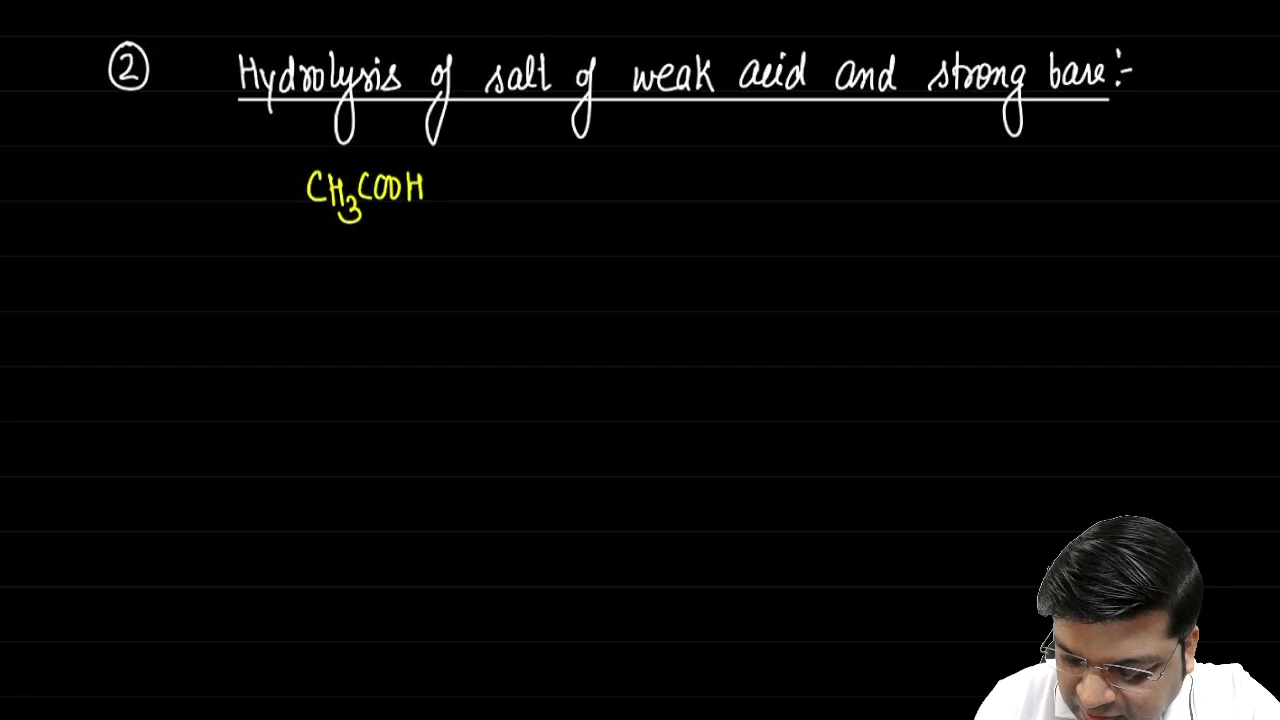 ② Hydrolysis of salt of weak acid and strong base:-
CH₃COOH